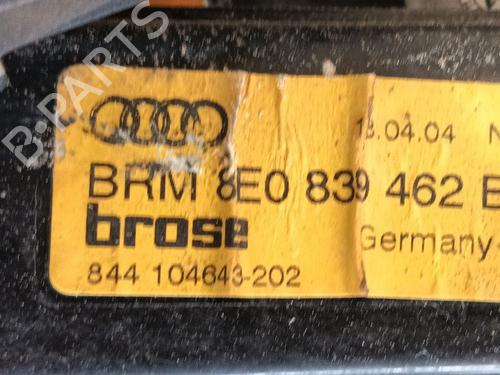 B-PARTS
13.04.04 N
BRM 8E0 839 462 B
brose Germany
844 104643-202